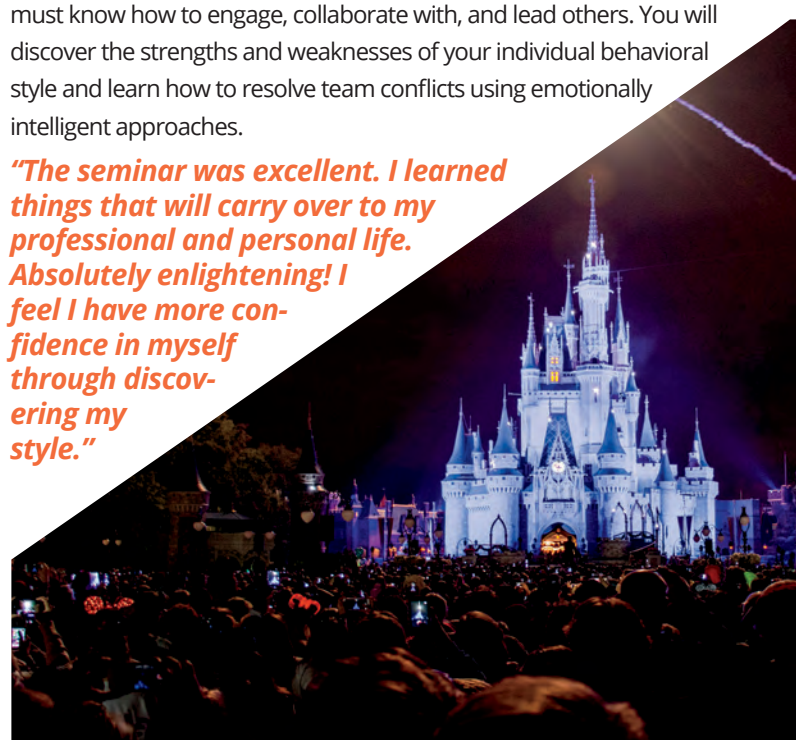 must know how to engage, collaborate with, and lead others. You will
discover the strengths and weaknesses of your individual behavioral
style and learn how to resolve team conflicts using emotionally
intelligent approaches.
“The seminar was excellent. I learned
things that will carry over to my
professional and personal life.
Absolutely enlightening! I
feel I have more con-
fidence in myself
through discov-
ering my
style.”